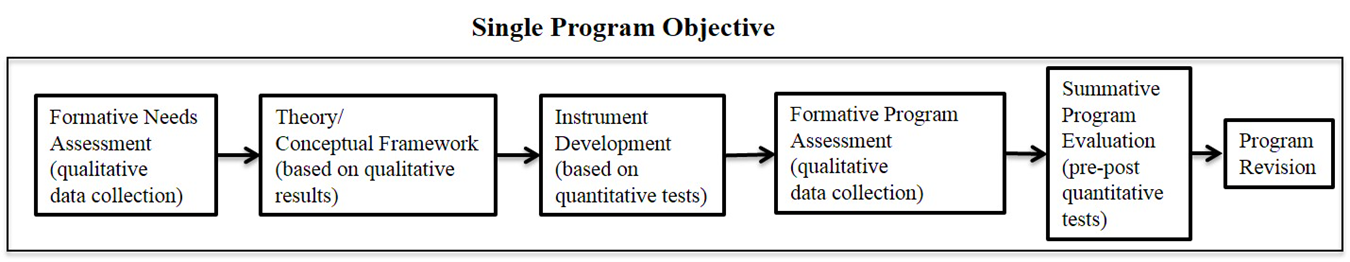 Single Program Objective
Formative Needs
Assessment
(qualitative
data collection)
Theory/
Conceptual Framework
(based on qualitative
results)
Instrument
Development
(based on
quantitative tests)
Formative Program
Assessment
(qualitative
data collection)
Summative
Program
Evaluation
(pre-post
quantitative
tests)
Program
Revision